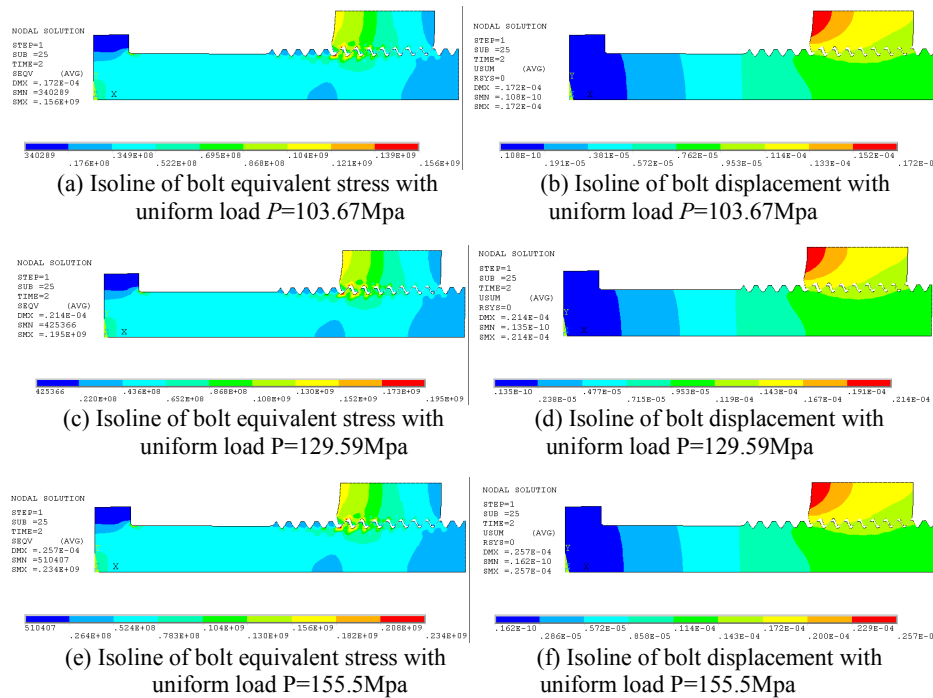 NODAL SOLUTION
STEP=1
SUB =25
TIME=2
SEQV (AVG)
DMX =.172E-04
SMN =340289
SMX =.156E+09
X
340289 .349E+08 .695E+08 .104E+09 .139E+09
.176E+08 .522E+08 .868E+08 .121E+09 .156E+09
(a) Isoline of bolt equivalent stress with
uniform load P=103.67Mpa
NODAL SOLUTION
STEP=1
SUB =25
TIME=2
USUM (AVG)
RSYS=0
DMX =.172E-04
SMN =.108E-10
SMX =.172E-04
Y
X
.108E-10 .381E-05 .762E-05 .114E-04 .152E-04
.191E-05 .572E-05 .953E-05 .133E-04 .172E-04
(b) Isoline of bolt displacement with
uniform load P=103.67Mpa
NODAL SOLUTION
STEP=1
SUB =25
TIME=2
SEQV (AVG)
DMX =.214E-04
SMN =425366
SMX =.195E+09
X
425366 .436E+08 .868E+08 .130E+09 .173E+09
.220E+08 .652E+08 .108E+09 .152E+09 .195E+09
(c) Isoline of bolt equivalent stress with
uniform load P=129.59Mpa
NODAL SOLUTION
STEP=1
SUB =25
TIME=2
USUM (AVG)
RSYS=0
DMX =.214E-04
SMN =.135E-10
SMX =.214E-04
Y
X
.135E-10 .477E-05 .953E-05 .143E-04 .191E-04
.238E-05 .715E-05 .119E-04 .167E-04 .214E-04
(d) Isoline of bolt displacement with
uniform load P=129.59Mpa
NODAL SOLUTION
STEP=1
SUB =25
TIME=2
SEQV (AVG)
DMX =.257E-04
SMN =510407
SMX =.234E+09
X
510407 .524E+08 .104E+09 .156E+09 .208E+09
.264E+08 .783E+08 .130E+09 .182E+09 .234E+09
(e) Isoline of bolt equivalent stress with
uniform load P=155.5Mpa
NODAL SOLUTION
STEP=1
SUB =25
TIME=2
USUM (AVG)
RSYS=0
DMX =.257E-04
SMN =.162E-10
SMX =.257E-04
Y
X
.162E-10 .572E-05 .114E-04 .172E-04 .229E-04
.286E-05 .858E-05 .143E-04 .200E-04 .257E-0
(f) Isoline of bolt displacement with
uniform load P=155.5Mpa